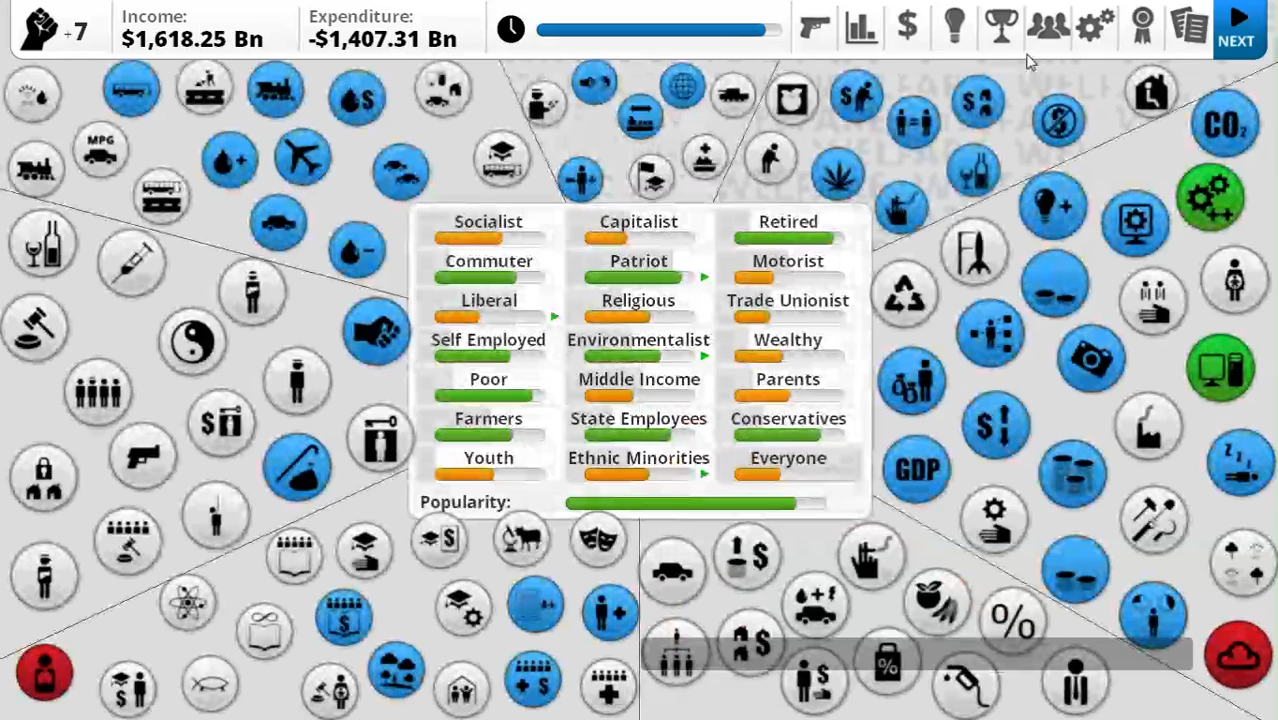 Income:
Expenditure:
+7
$1,618.25 Bn
-$1,407.31 Bn
NEXT
MPG
CO₂
GDP
Socialist
Capitalist
Retired
Commuter
Patriot
Motorist
Liberal
Religious
Trade Unionist
Self Employed
Environmentalist
Wealthy
Poor
Middle Income
Parents
Farmers
State Employees
Conservatives
Youth
Ethnic Minorities
Everyone
Popularity: